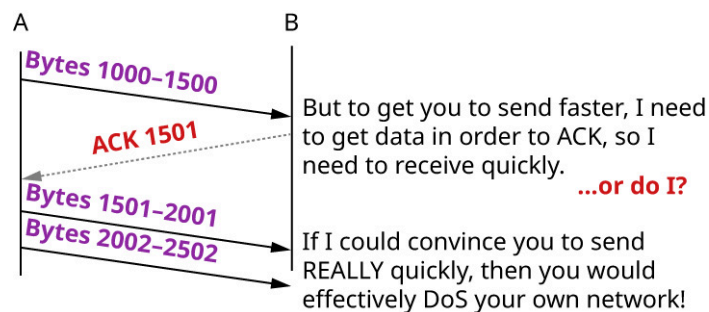 A
B
Bytes 1000–1500
But to get you to send faster, I need
ACK 1501
to get data in order to ACK, so I
need to receive quickly.
...or do I?
Bytes 1501–2001
Bytes 2002–2502
If I could convince you to send
REALLY quickly, then you would
effectively DoS your own network!